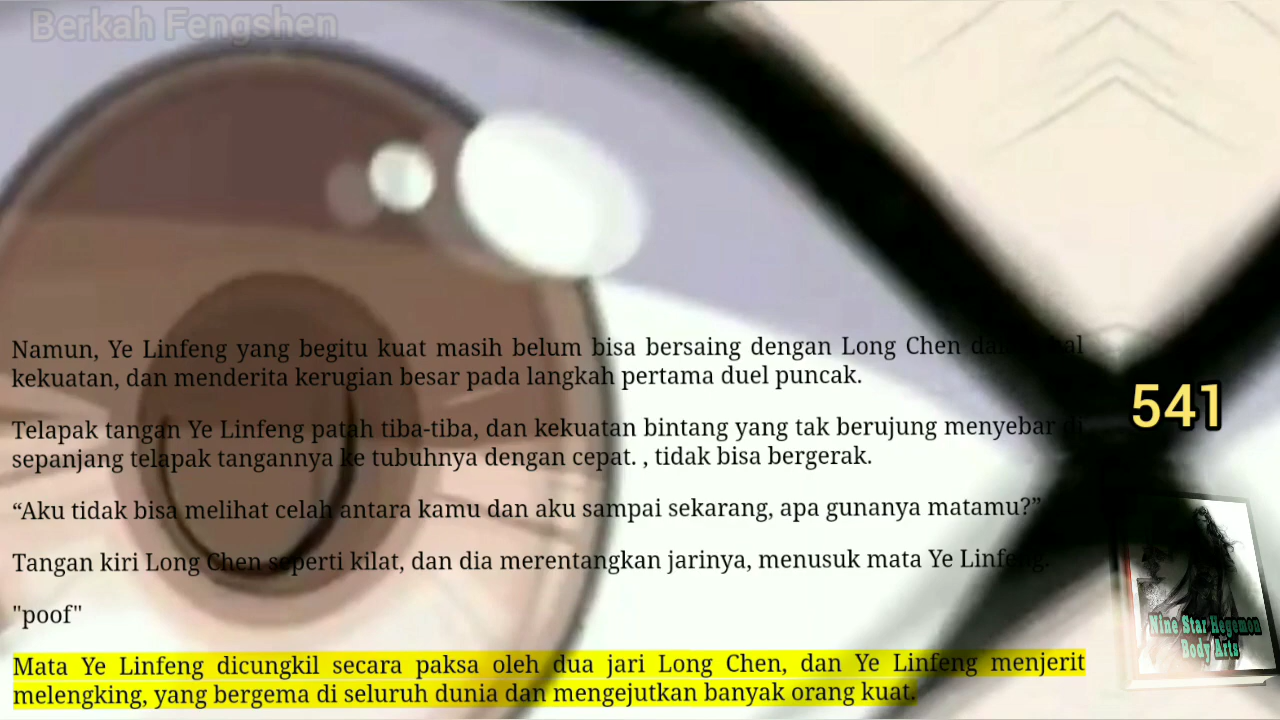 Berkah Fengshen
Namun, Ye Linfeng yang begitu kuat masih belum bisa bersaing dengan Long Chen dalam hal
kekuatan, dan menderita kerugian besar pada langkah pertama duel puncak.
Telapak tangan Ye Linfeng patah tiba-tiba, dan kekuatan bintang yang tak berujung menyebar di
sepanjang telapak tangannya ke tubuhnya dengan cepat. , tidak bisa bergerak.
“Aku tidak bisa melihat celah antara kamu dan aku sampai sekarang, apa gunanya matamu?”
Tangan kiri Long Chen seperti kilat, dan dia merentangkan jarinya, menusuk mata Ye Linfeng.
"poof"
Mata Ye Linfeng dicungkil secara paksa oleh dua jari Long Chen, dan Ye Linfeng menjerit
melengking, yang bergema di seluruh dunia dan mengejutkan banyak orang kuat.
541
Nine Star Hegemon
Body Arts